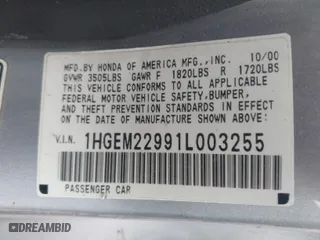 MFD. BY HONDA OF AMERICA MFG., INC. 10/00
GVWR 3505LBS GAWR F 1820LBS R 1720LBS
THIS VEHICLE CONFORMS TO ALL APPLICABLE
FEDERAL MOTOR VEHICLE SAFETY, BUMPER,
AND THEFT PREVENTION STANDARDS IN EFFECT
ON THE DATE OF MANUFACTURE SHOWN ABOVE.
V.I.N. 1HGEM22991L003255
PASSENGER CAR
© DREAMBID
dreambid.com